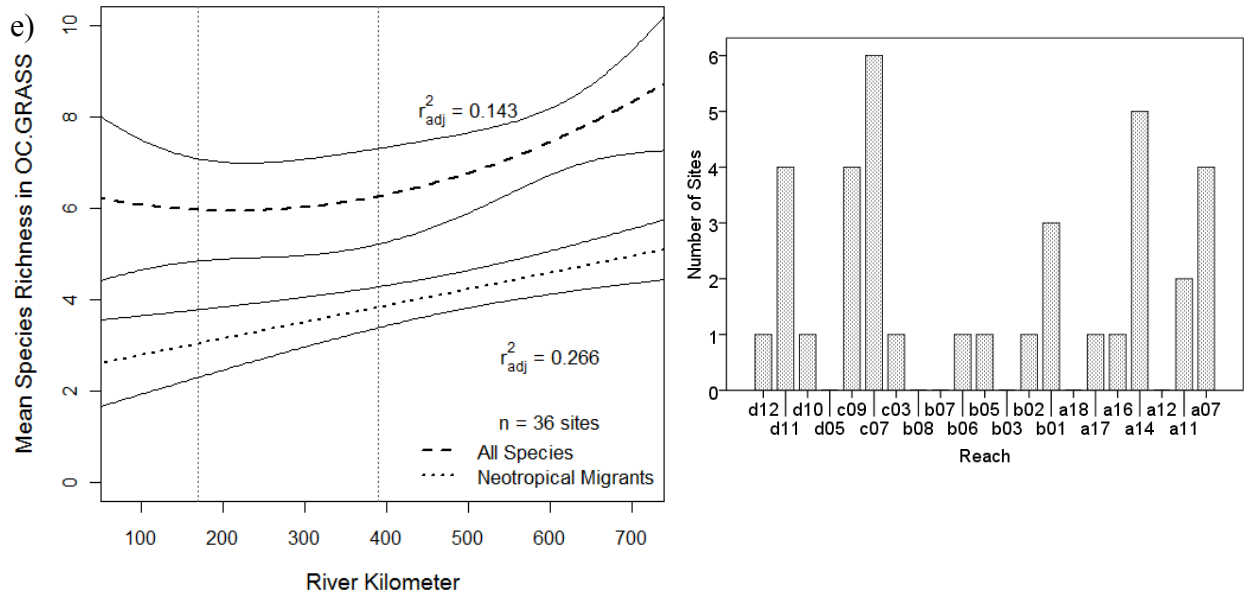 e)
Mean Species Richness in OC.GRASS
10
8
6
4
2
0
r²adj = 0.143
r²adj = 0.266
n = 36 sites
All Species
Neotropical Migrants
100 200 300 400 500 600 700
River Kilometer
Number of Sites
6
5
4
3
2
1
0
d12 d10 c09 c03 b07 b05 b02 a18 a16 a12 a07
d11 d05 c07 b08 b06 b03 b01 a17 a14 a11
Reach